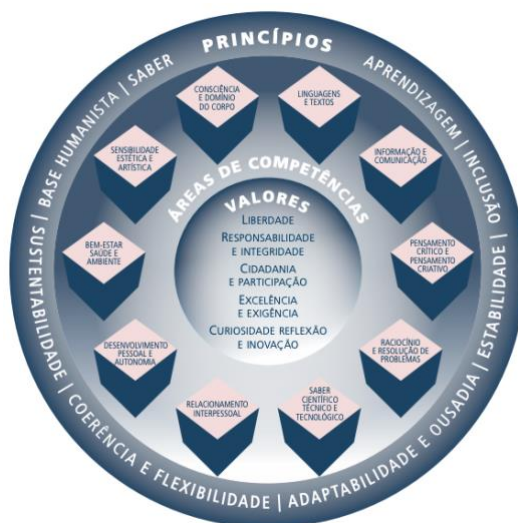 PRINCÍPIOS
BASE HUMANISTA | SABER
APRENDIZAGEM | INCLUSÃO
| ESTABILIDADE |
ADAPTABILIDADE E OUSADIA
| COERÊNCIA E FLEXIBILIDADE |
| SUSTENTABILIDADE |
ÁREAS DE COMPETÊNCIAS
CONSCIÊNCIA
E DOMÍNIO
DO CORPO
LINGUAGENS
E TEXTOS
INFORMAÇÃO E
COMUNICAÇÃO
PENSAMENTO
CRÍTICO E
PENSAMENTO
CRIATIVO
RACIOCÍNIO
E RESOLUÇÃO DE
PROBLEMAS
SABER
CIENTÍFICO
TÉCNICO E
TECNOLÓGICO
RELACIONAMENTO
INTERPESSOAL
DESENVOLVIMENTO
PESSOAL E
AUTONOMIA
BEM-ESTAR
SAÚDE E
AMBIENTE
SENSIBILIDADE
ESTÉTICA E
ARTÍSTICA
VALORES
LIBERDADE
RESPONSABILIDADE
E INTEGRIDADE
CIDADANIA
E PARTICIPAÇÃO
EXCELÊNCIA
E EXIGÊNCIA
CURIOSIDADE REFLEXÃO
E INOVAÇÃO